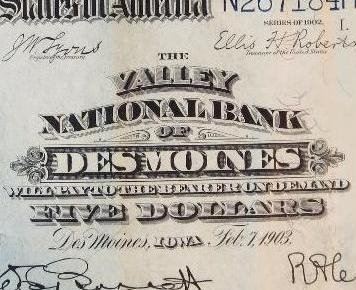 States of America N287184
SERIES OF 1902.
J W Lyons Ellis H Roberts
Register of the Treasury. Treasurer of the United States.
THE
VALLEY
NATIONAL BANK
OF
DES MOINES
WILL PAY TO THE BEARER ON DEMAND
FIVE DOLLARS
Des Moines, IOWA. Feb. 7, 1903.